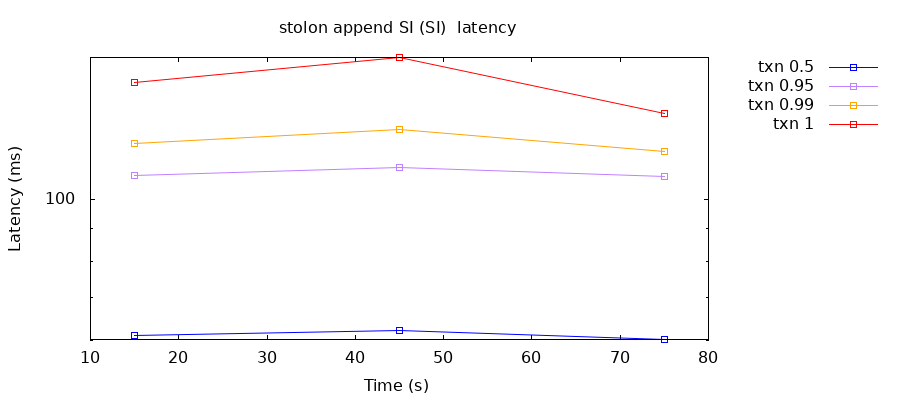 stolon append SI (SI)  latency
txn 0.5
txn 0.95
txn 0.99
txn 1
Latency (ms)
100
10 20 30 40 50 60 70 80
Time (s)